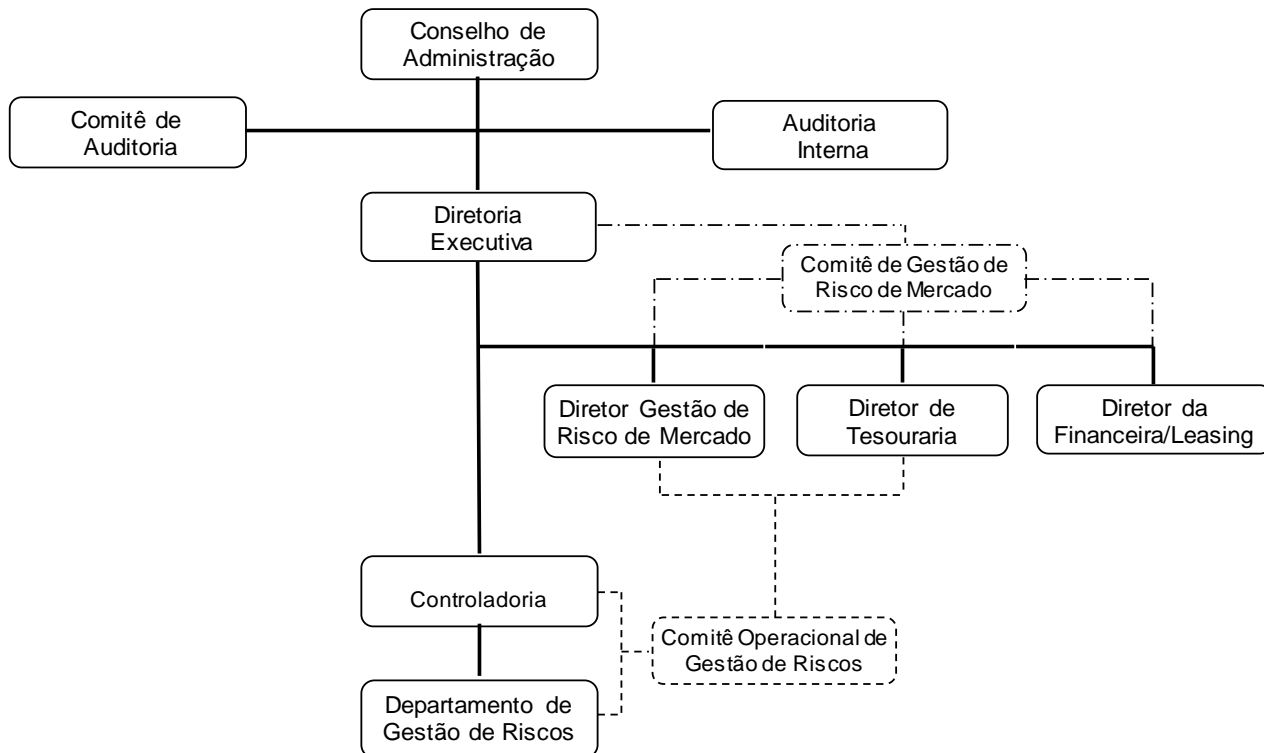 Conselho de
Administração
Comitê de
Auditoria
Auditoria
Interna
Diretoria
Executiva
Comitê de Gestão de
Risco de Mercado
Diretor Gestão de
Risco de Mercado
Diretor de
Tesouraria
Diretor da
Financeira/Leasing
Controladoria
Comitê Operacional de
Gestão de Riscos
Departamento de
Gestão de Riscos